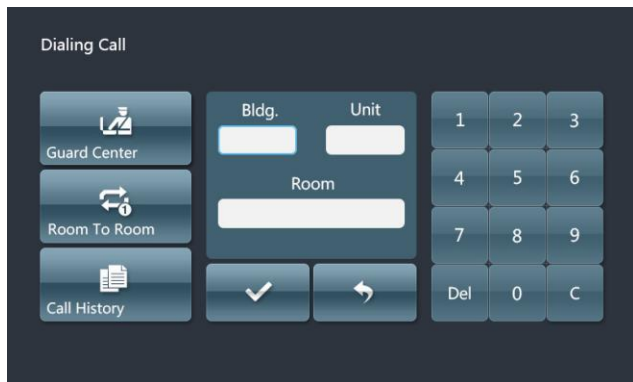 Dialing Call
Guard Center
Room To Room
Call History
Bldg. Unit
Room
1 2 3
4 5 6
7 8 9
Del 0 C